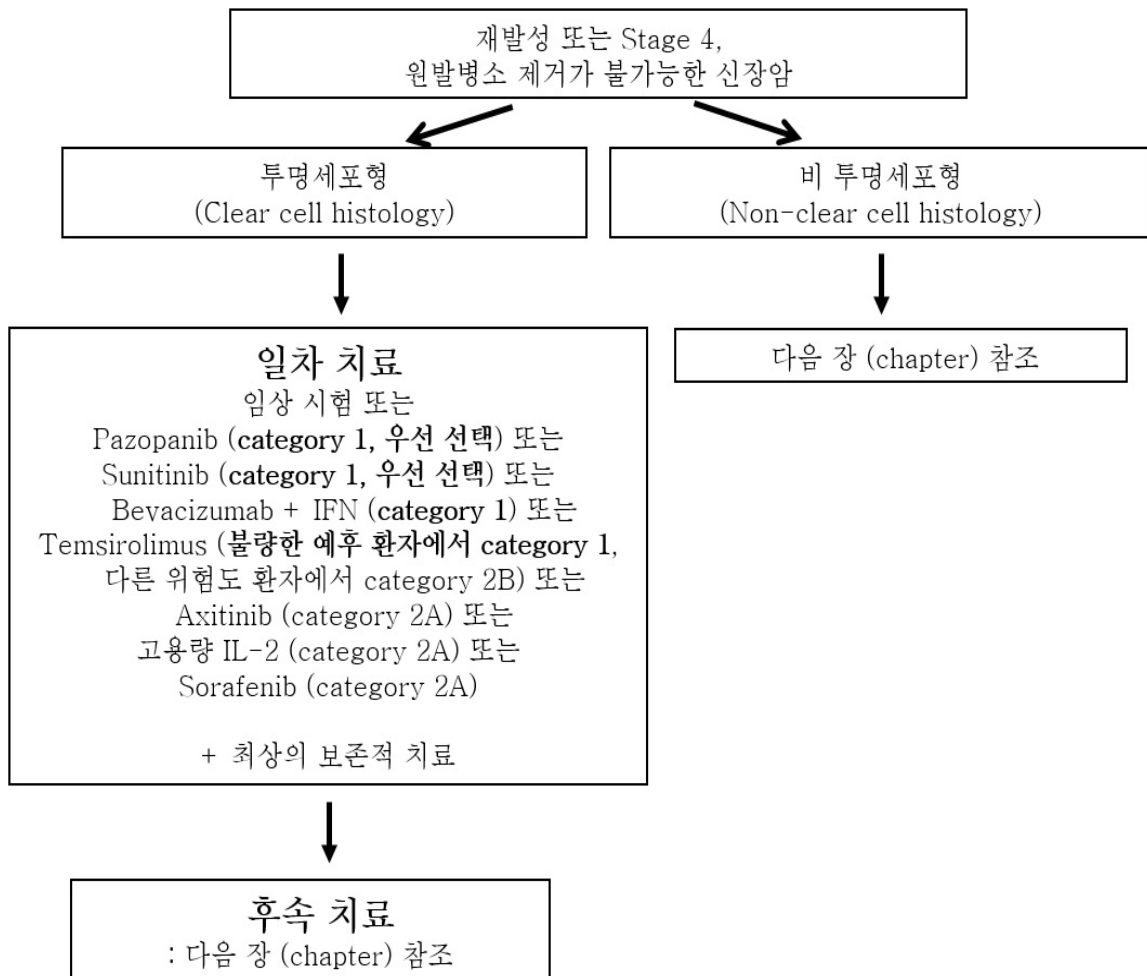 재발성 또는 Stage 4,
원발병소 제거가 불가능한 신장암
투명세포형
(Clear cell histology)
비 투명세포형
(Non-clear cell histology)
일차 치료
임상 시험 또는
Pazopanib (category 1, 우선 선택) 또는
Sunitinib (category 1, 우선 선택) 또는
Bevacizumab + IFN (category 1) 또는
Temsirolimus (불량한 예후 환자에서 category 1,
다른 위험도 환자에서 category 2B) 또는
Axitinib (category 2A) 또는
고용량 IL-2 (category 2A) 또는
Sorafenib (category 2A)
+ 최상의 보존적 치료
다음 장 (chapter) 참조
후속 치료
: 다음 장 (chapter) 참조